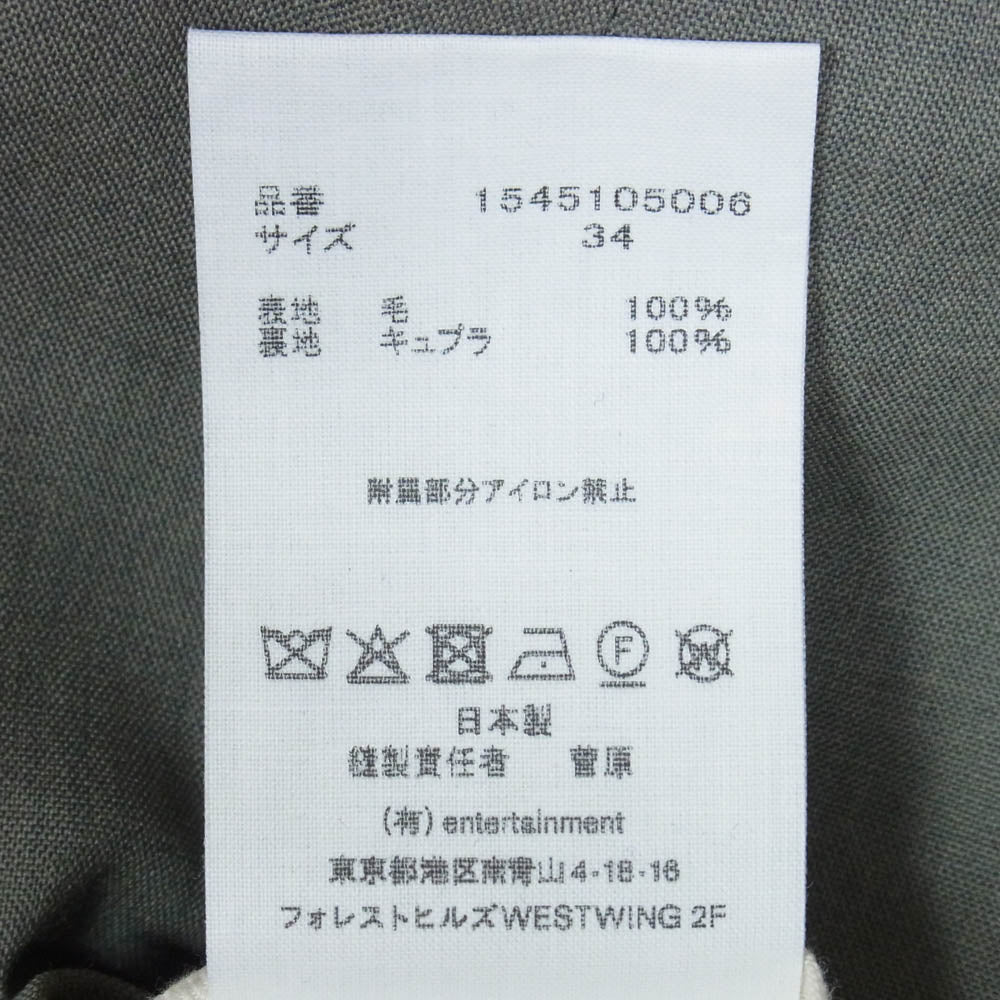 品番 1545105006
サイズ 34
表地 毛 100%
裏地 キュプラ 100%
附属部分アイロン禁止
F
W
日本製
縫製責任者 菅原
(有) entertainment
東京都港区南青山4-18-16
フォレストヒルズWESTWING 2F